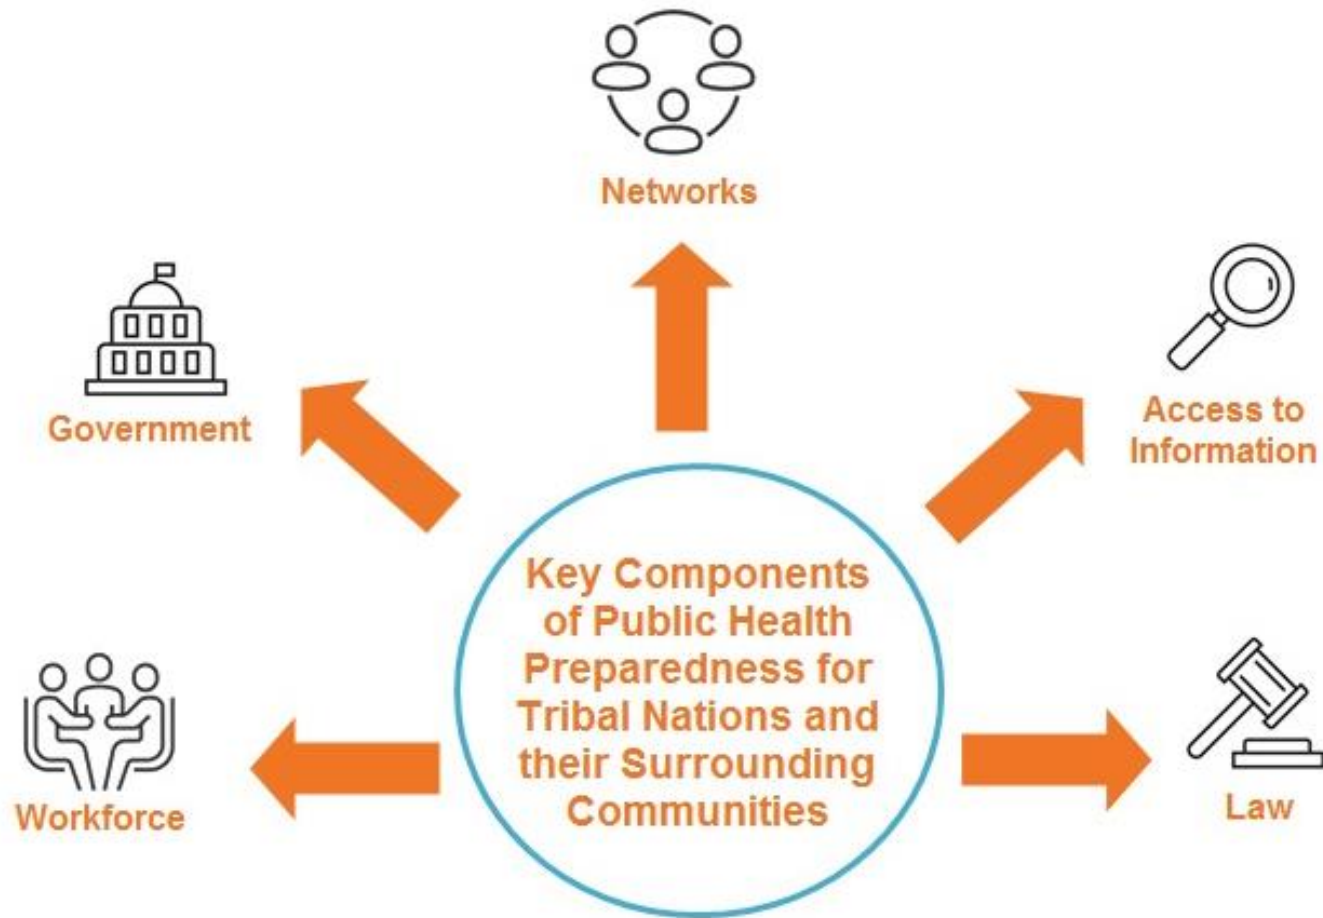 Networks
Government
Access to
Information
Key Components
of Public Health
Preparedness for
Tribal Nations and
their Surrounding
Communities
Workforce
Law